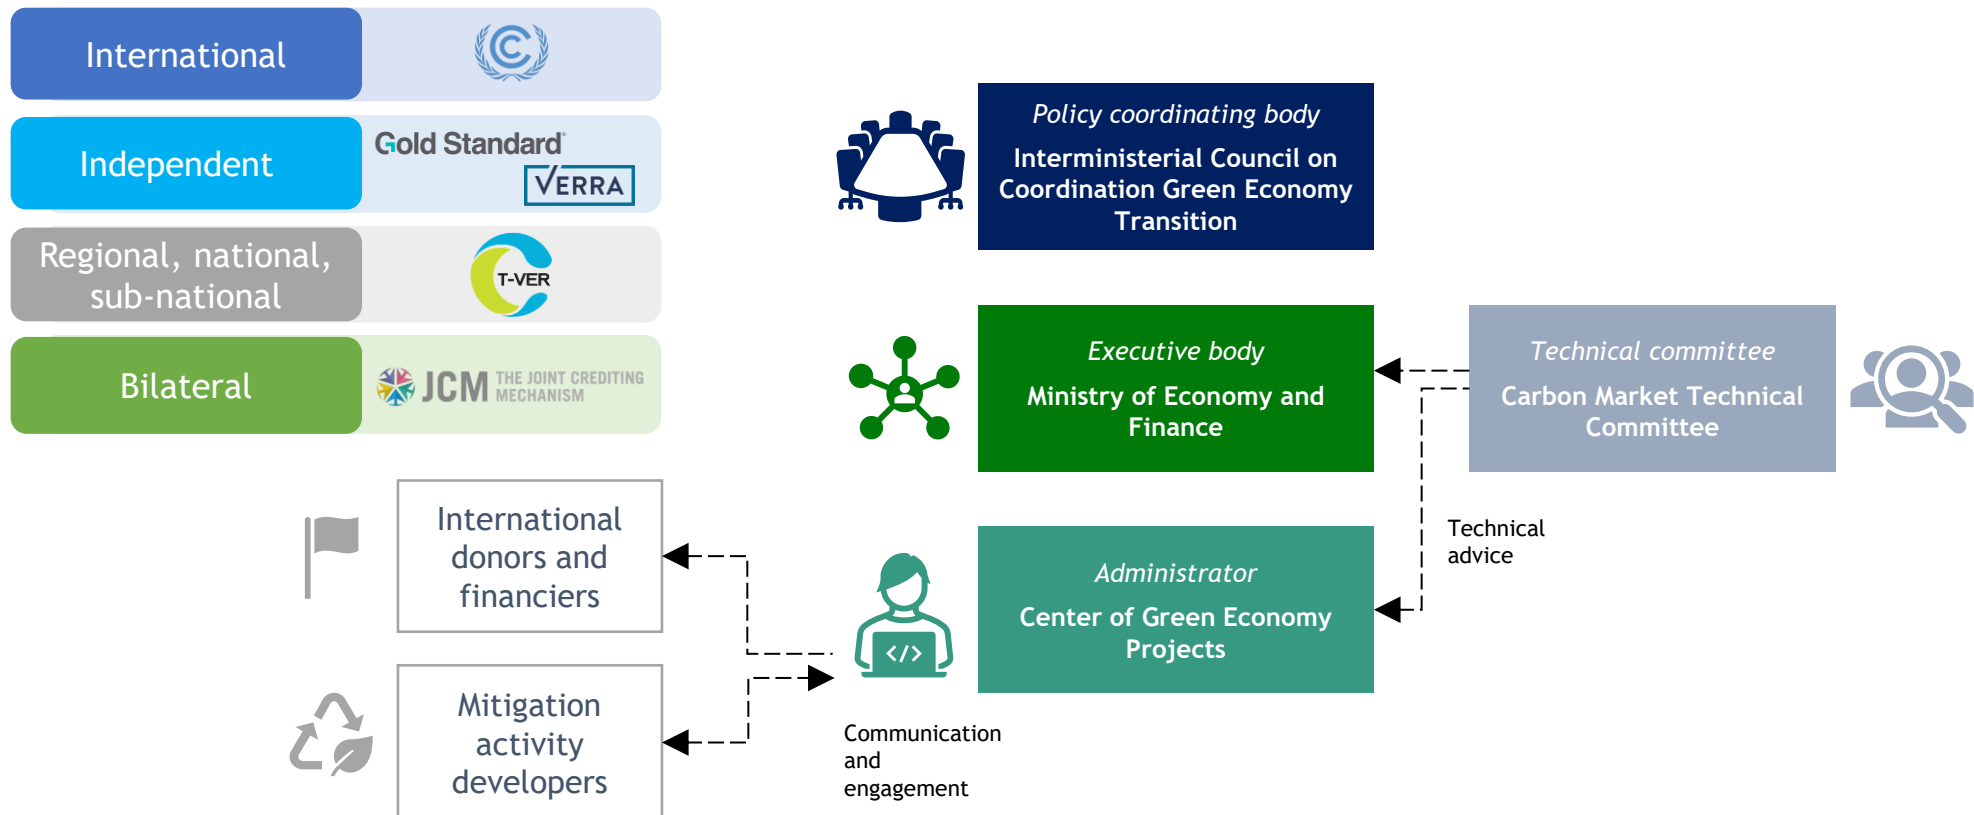 International
Independent
Gold Standard
VERRA
Regional, national,
sub-national
T-VER
Bilateral
JCM THE JOINT CREDITING
MECHANISM
Policy coordinating body
Interministerial Council on
Coordination Green Economy
Transition
Executive body
Ministry of Economy and
Finance
Technical committee
Carbon Market Technical
Committee
Technical
advice
Administrator
Center of Green Economy
Projects
</>
International
donors and
financiers
Mitigation
activity
developers
Communication
and
engagement